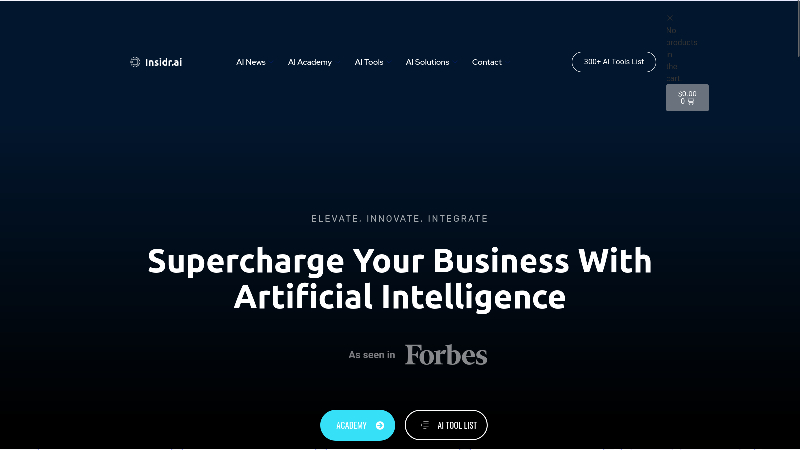 Insidr.ai
AI News
AI Academy
AI Tools
AI Solutions
Contact
300+ AI Tools List
×
No
products
in
the
cart.
$0.00
0
ELEVATE. INNOVATE. INTEGRATE
Supercharge Your Business With
Artificial Intelligence
As seen in Forbes
ACADEMY
AI TOOL LIST